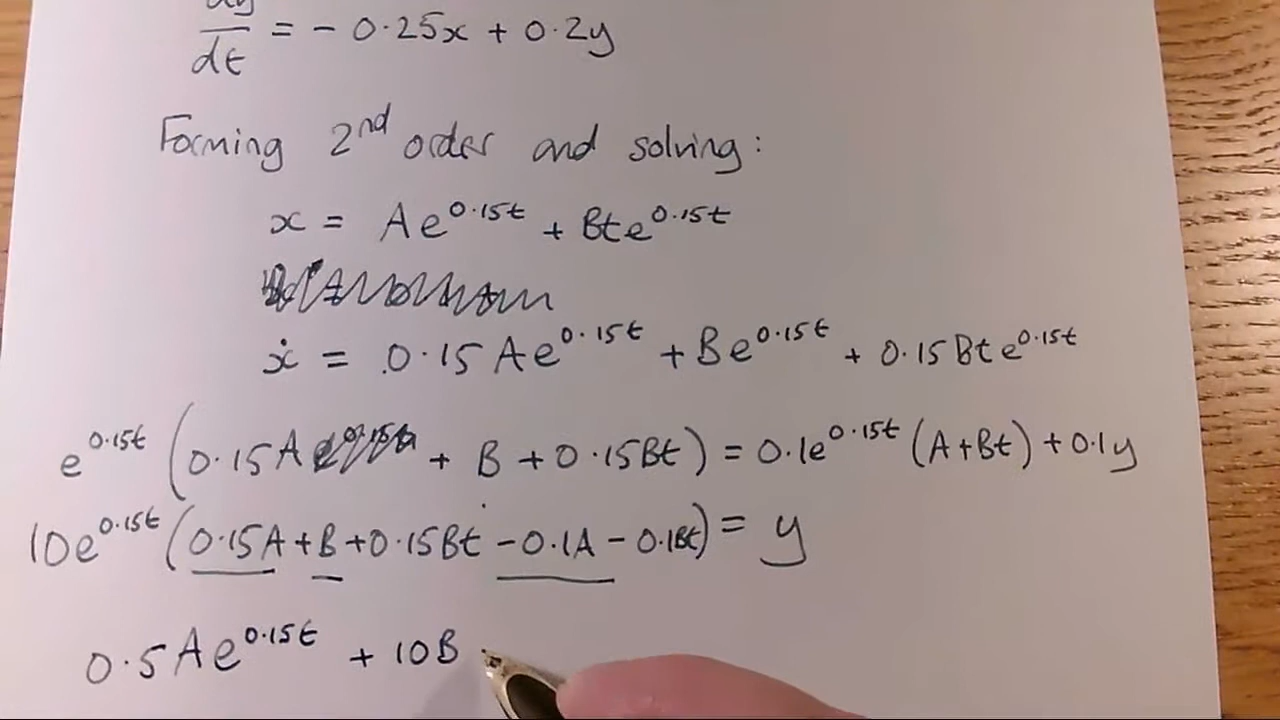 dy/dt = - 0.25x + 0.2y
Forming 2nd order and solving:
x = Ae^0.15t + Bte^0.15t
ẋ = 0.15Ae^0.15t + Be^0.15t + 0.15Bte^0.15t
e^0.15t (0.15A + B + 0.15Bt) = 0.1e^0.15t (A+Bt) + 0.1y
10e^0.15t (0.15A + B + 0.15Bt - 0.1A - 0.1Bt) = y
0.5Ae^0.15t + 10B